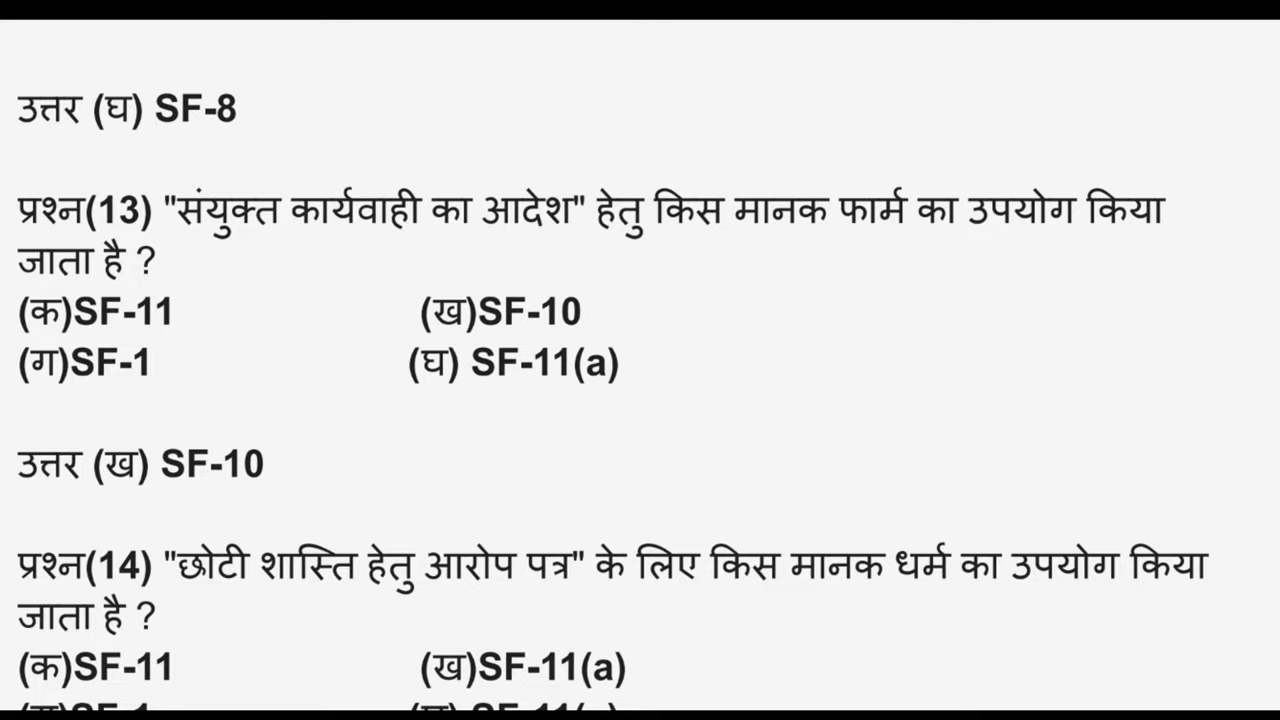 उत्तर (घ) SF-8
प्रश्न(13) "संयुक्त कार्यवाही का आदेश" हेतु किस मानक फार्म का उपयोग किया
जाता है ?
(क)SF-11 (ख)SF-10
(ग)SF-1 (घ) SF-11(a)
उत्तर (ख) SF-10
प्रश्न(14) "छोटी शास्ति हेतु आरोप पत्र" के लिए किस मानक धर्म का उपयोग किया
जाता है ?
(क)SF-11 (ख)SF-11(a)